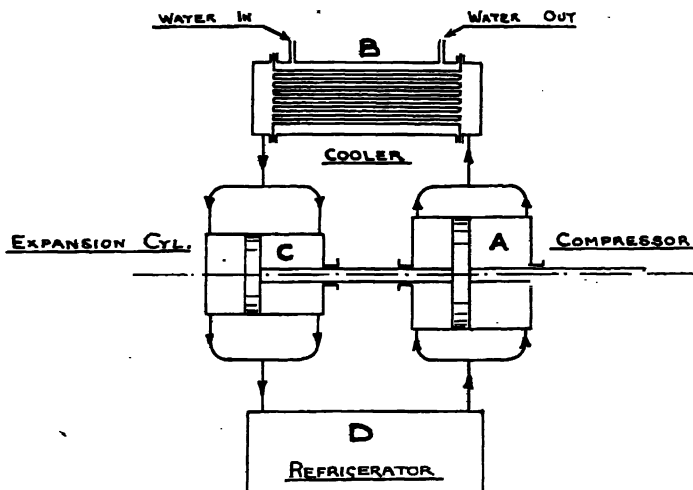 WATER IN
WATER OUT
B
COOLER
EXPANSION CYL.
C
A
COMPRESSOR
D
REFRIGERATOR